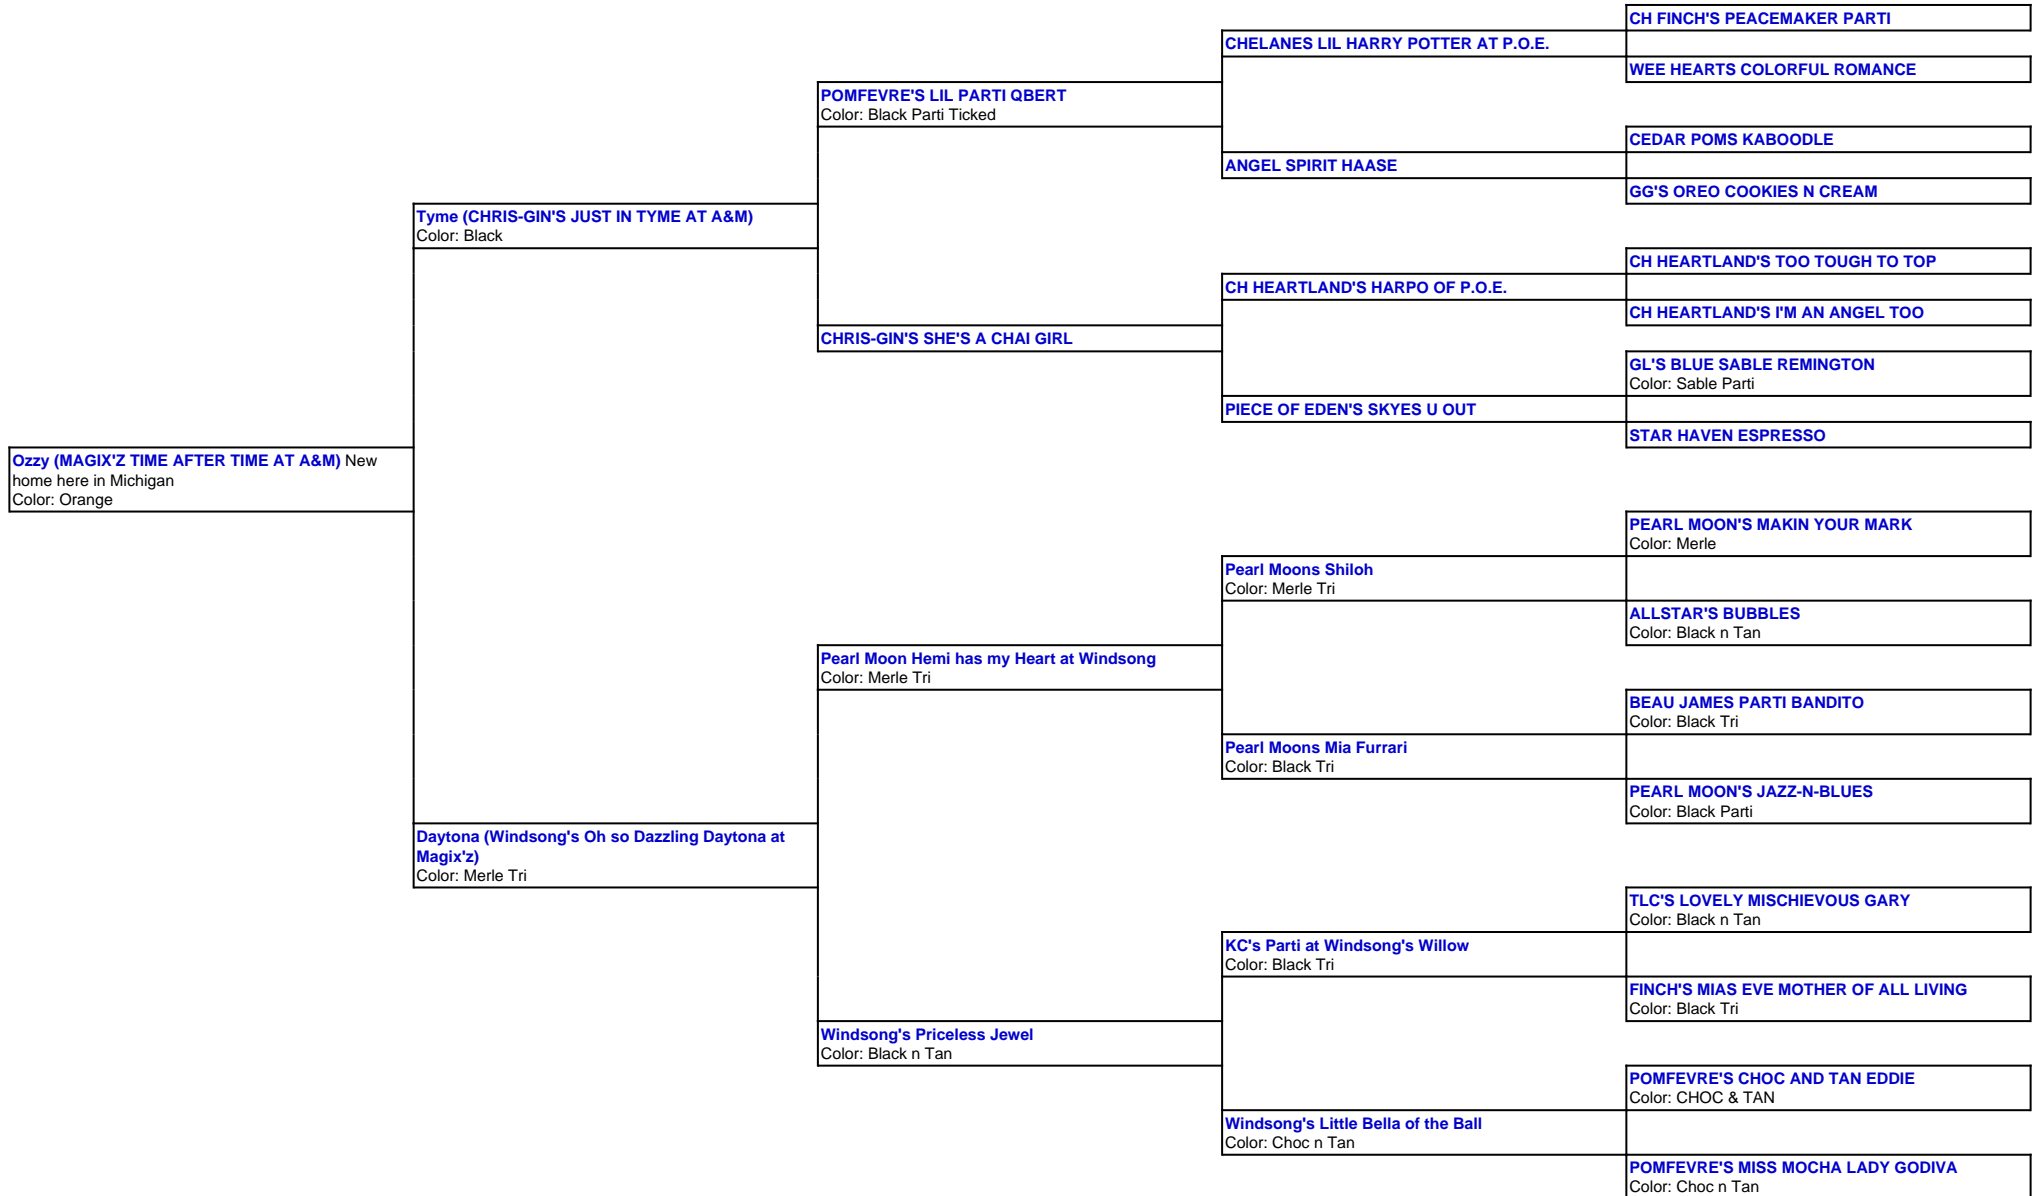 CH FINCH'S PEACEMAKER PARTI
CHELANES LIL HARRY POTTER AT P.O.E.
WEE HEARTS COLORFUL ROMANCE
POMFEVRE'S LIL PARTI QBERT
Color: Black Parti Ticked
CEDAR POMS KABOODLE
ANGEL SPIRIT HAASE
GG'S OREO COOKIES N CREAM
Tyme (CHRIS-GIN'S JUST IN TYME AT A&M)
Color: Black
CH HEARTLAND'S TOO TOUGH TO TOP
CH HEARTLAND'S HARPO OF P.O.E.
CH HEARTLAND'S I'M AN ANGEL TOO
CHRIS-GIN'S SHE'S A CHAI GIRL
GL'S BLUE SABLE REMINGTON
Color: Sable Parti
PIECE OF EDEN'S SKYES U OUT
STAR HAVEN ESPRESSO
Ozzy (MAGIX'Z TIME AFTER TIME AT A&M) New
home here in Michigan
Color: Orange
PEARL MOON'S MAKIN YOUR MARK
Color: Merle
Pearl Moons Shiloh
Color: Merle Tri
ALLSTAR'S BUBBLES
Color: Black n Tan
Pearl Moon Hemi has my Heart at Windsong
Color: Merle Tri
BEAU JAMES PARTI BANDITO
Color: Black Tri
Pearl Moons Mia Furrari
Color: Black Tri
PEARL MOON'S JAZZ-N-BLUES
Color: Black Parti
Daytona (Windsong's Oh so Dazzling Daytona at
Magix'z)
Color: Merle Tri
TLC'S LOVELY MISCHIEVOUS GARY
Color: Black n Tan
KC's Parti at Windsong's Willow
Color: Black Tri
FINCH'S MIAS EVE MOTHER OF ALL LIVING
Color: Black Tri
Windsong's Priceless Jewel
Color: Black n Tan
POMFEVRE'S CHOC AND TAN EDDIE
Color: CHOC & TAN
Windsong's Little Bella of the Ball
Color: Choc n Tan
POMFEVRE'S MISS MOCHA LADY GODIVA
Color: Choc n Tan